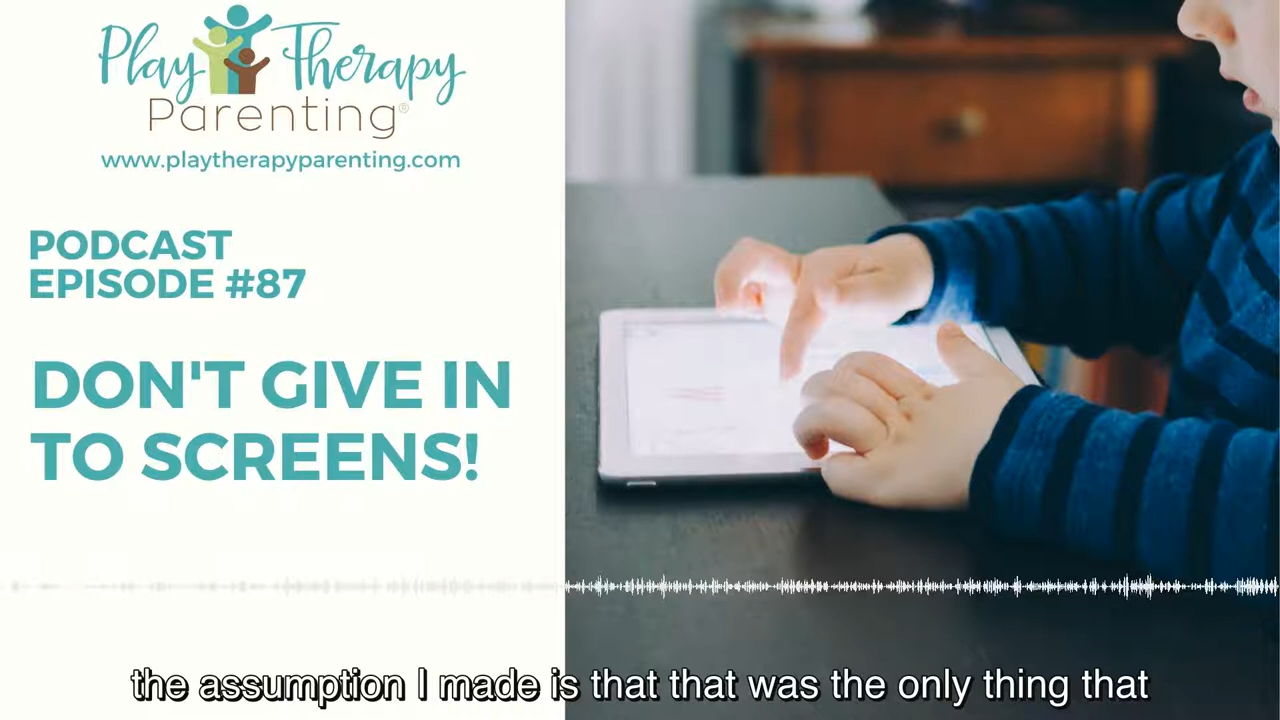 Play Therapy
Parenting®
www.playtherapyparenting.com
PODCAST
EPISODE #87
DON'T GIVE IN
TO SCREENS!
the assumption I made is that that was the only thing that